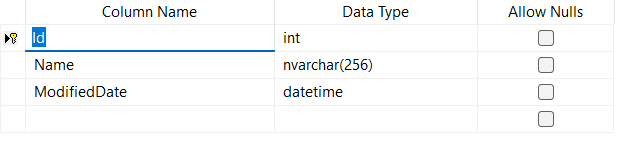 Column Name Data Type Allow Nulls
Id int
Name nvarchar(256)
ModifiedDate datetime